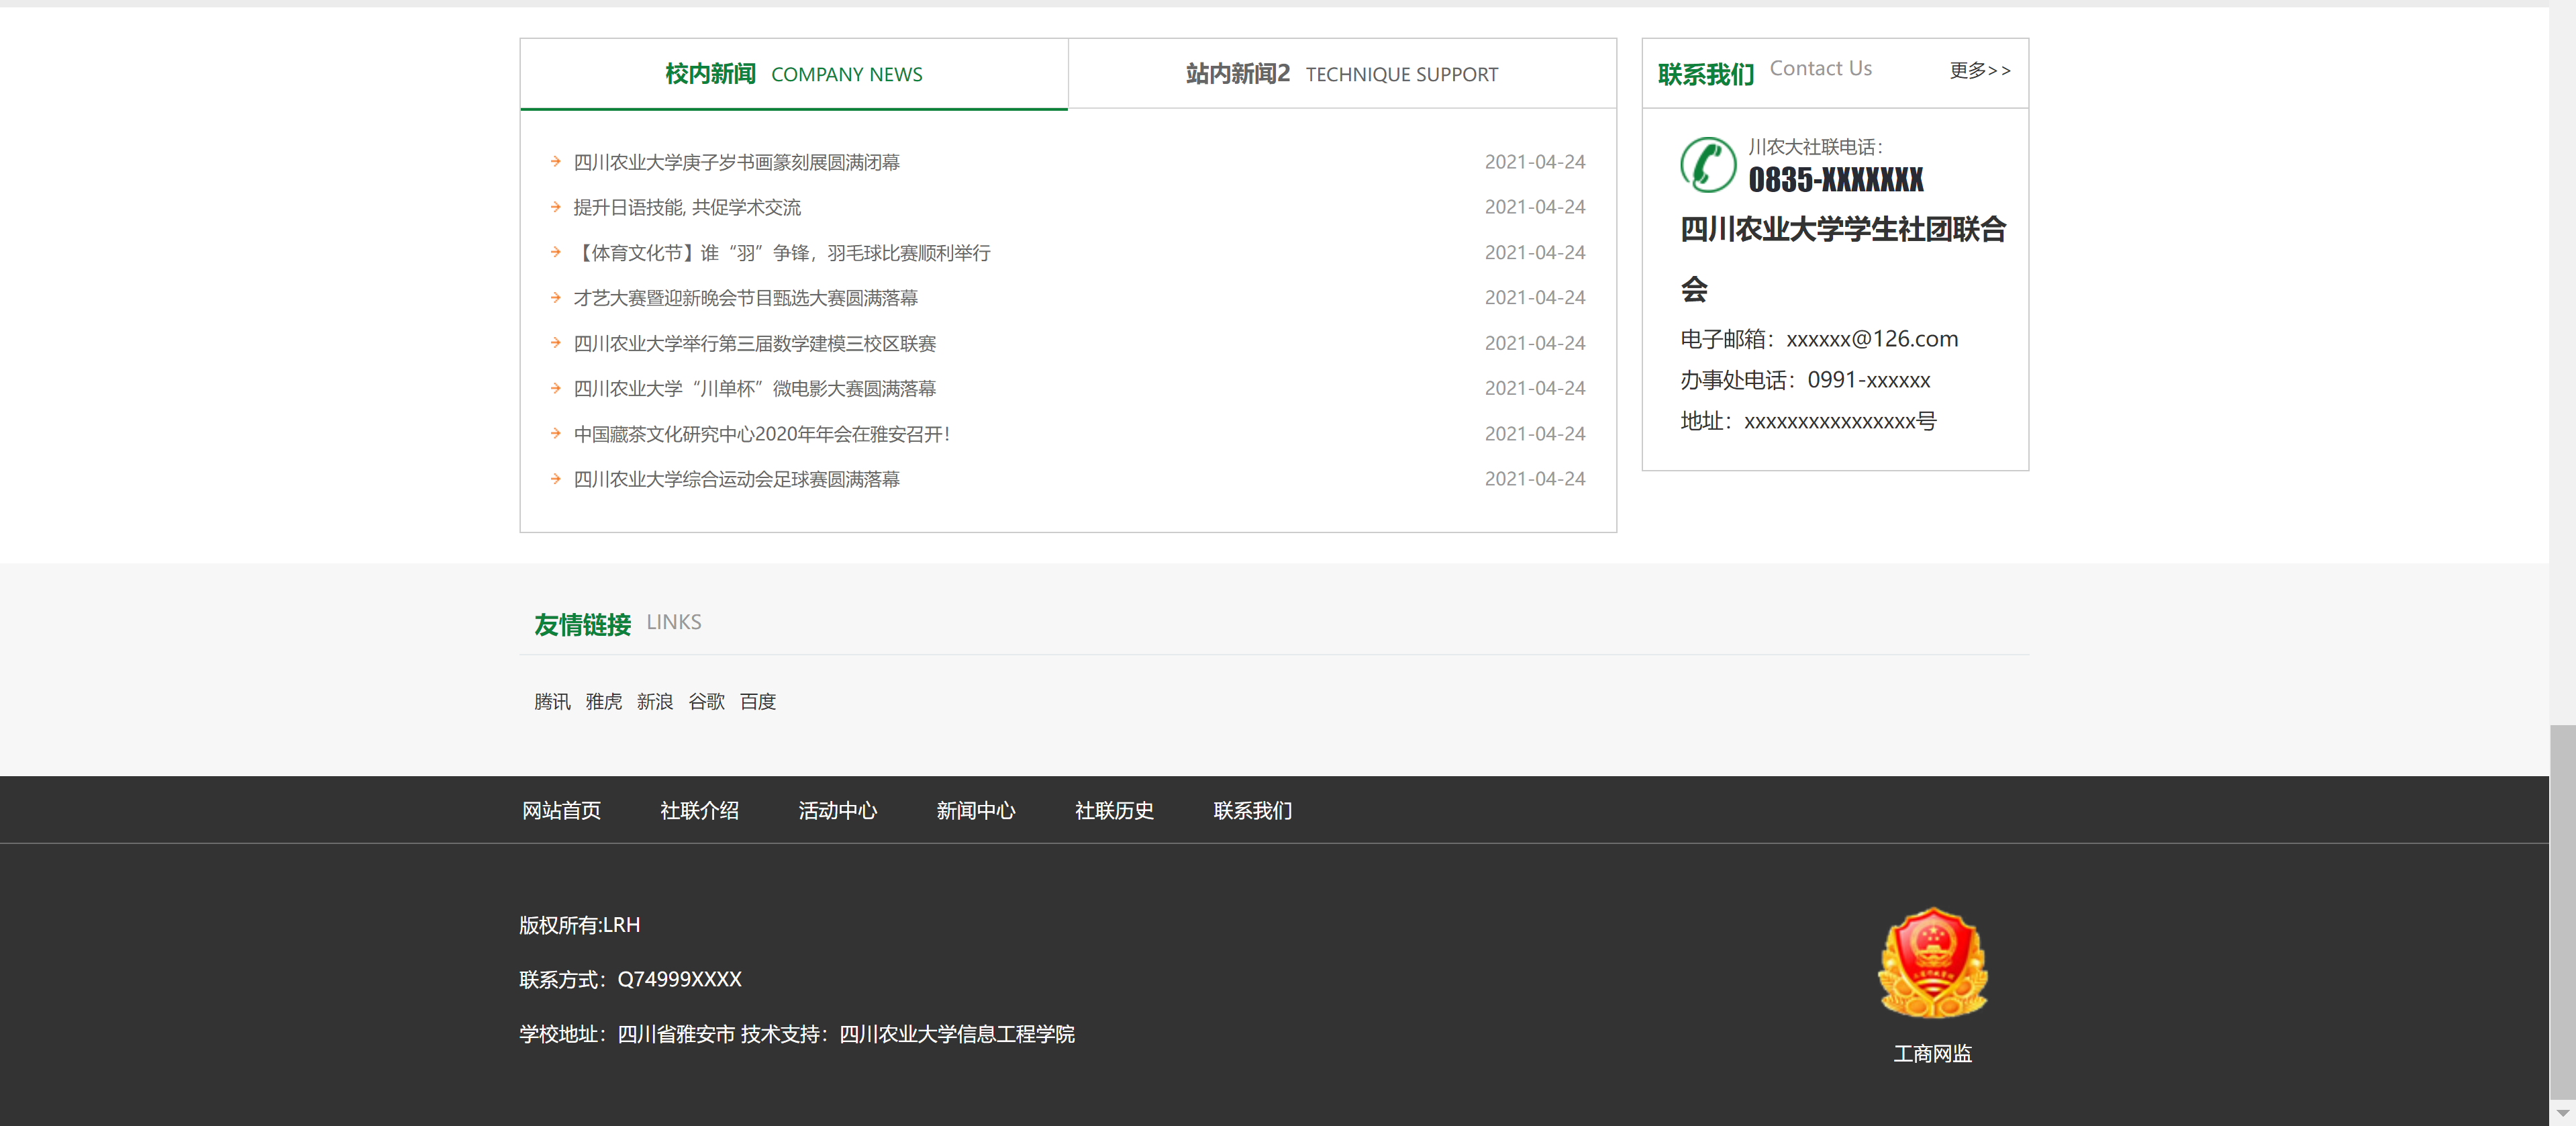 校内新闻 COMPANY NEWS
站内新闻2 TECHNIQUE SUPPORT
四川农业大学庚子岁书画篆刻展圆满闭幕 2021-04-24
提升日语技能, 共促学术交流 2021-04-24
【体育文化节】谁“羽”争锋，羽毛球比赛顺利举行 2021-04-24
才艺大赛暨迎新晚会节目甄选大赛圆满落幕 2021-04-24
四川农业大学举行第三届数学建模三校区联赛 2021-04-24
四川农业大学“川单杯”微电影大赛圆满落幕 2021-04-24
中国藏茶文化研究中心2020年年会在雅安召开！ 2021-04-24
四川农业大学综合运动会足球赛圆满落幕 2021-04-24
联系我们 Contact Us 更多>>
川农大社联电话：
0835-XXXXXXX
四川农业大学学生社团联合
会
电子邮箱：xxxxxx@126.com
办事处电话：0991-xxxxxx
地址：xxxxxxxxxxxxxxxx号
友情链接 LINKS
腾讯 雅虎 新浪 谷歌 百度
网站首页 社联介绍 活动中心 新闻中心 社联历史 联系我们
版权所有:LRH
联系方式：Q74999XXXX
学校地址：四川省雅安市 技术支持：四川农业大学信息工程学院
工商网监